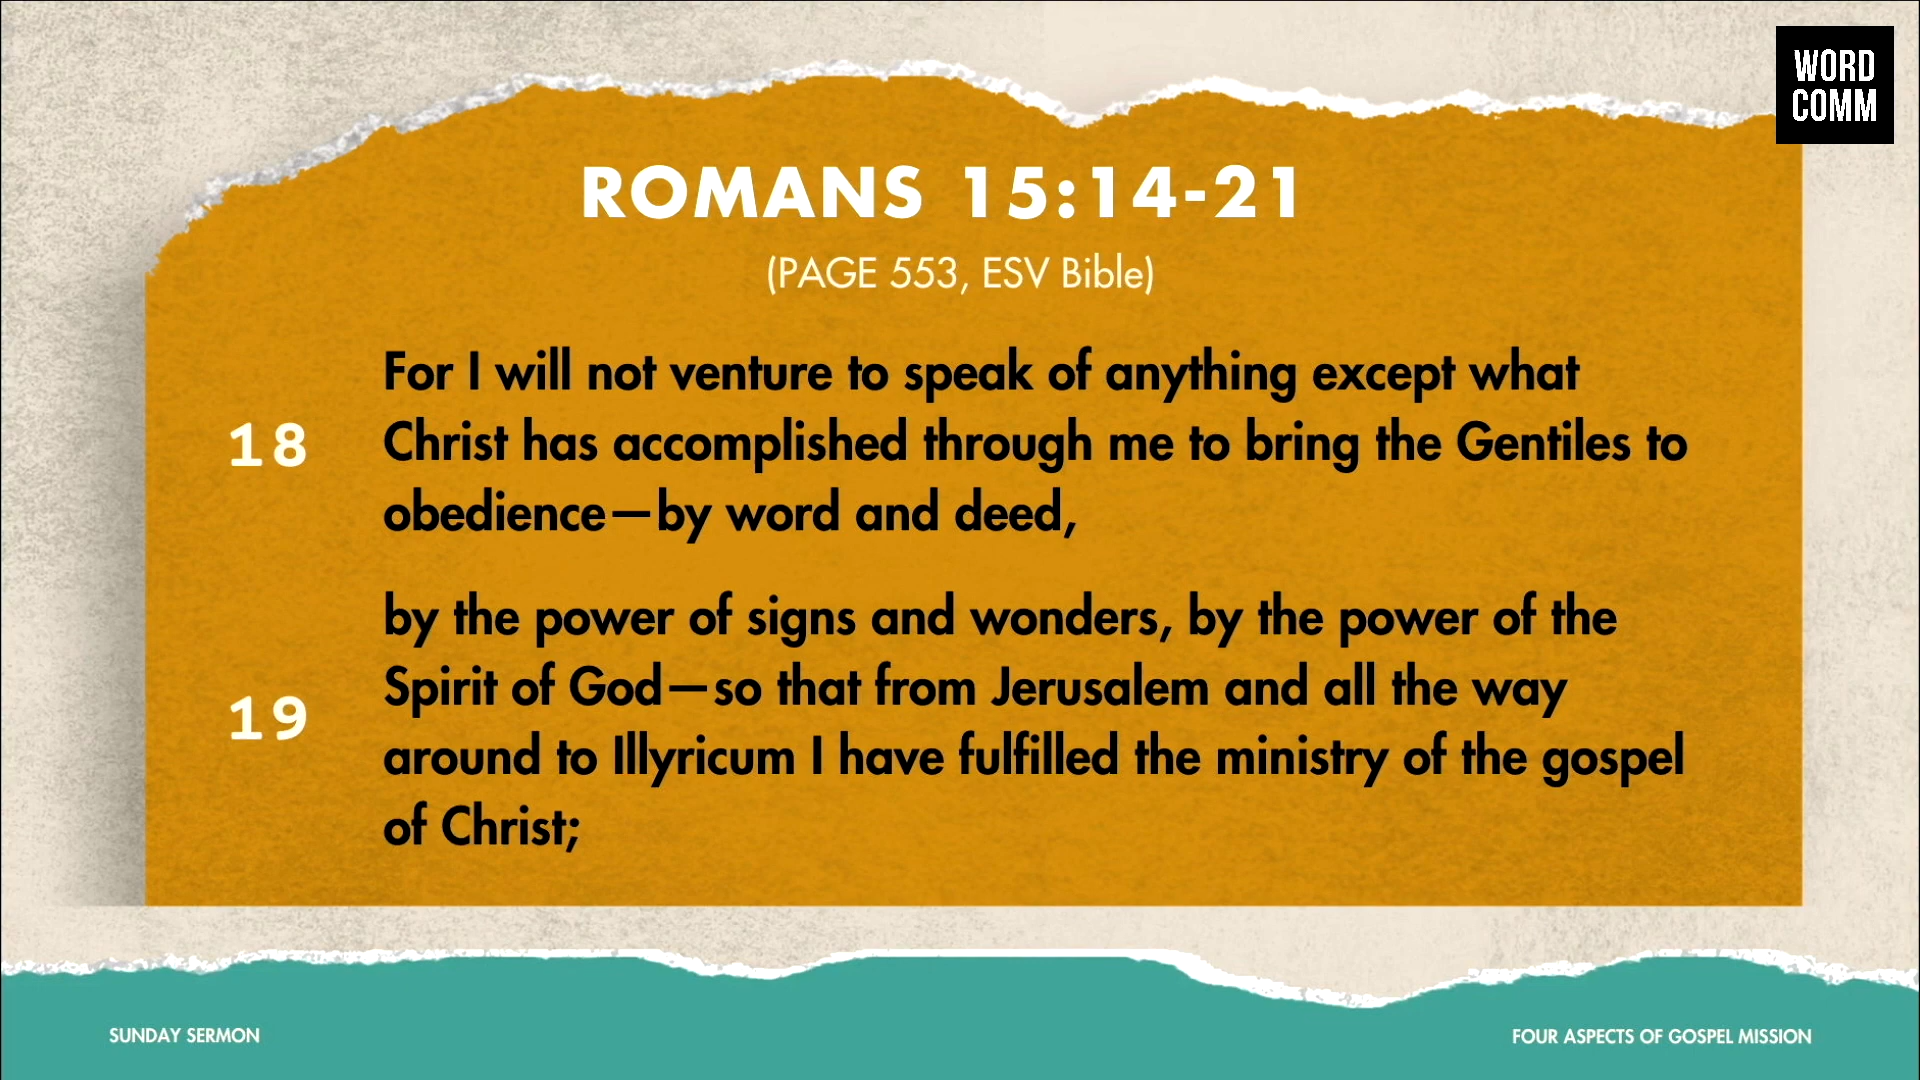 WORD
COMM
ROMANS 15:14-21
(PAGE 553, ESV Bible)
18
For I will not venture to speak of anything except what
Christ has accomplished through me to bring the Gentiles to
obedience—by word and deed,
19
by the power of signs and wonders, by the power of the
Spirit of God—so that from Jerusalem and all the way
around to Illyricum I have fulfilled the ministry of the gospel
of Christ;
SUNDAY SERMON
FOUR ASPECTS OF GOSPEL MISSION